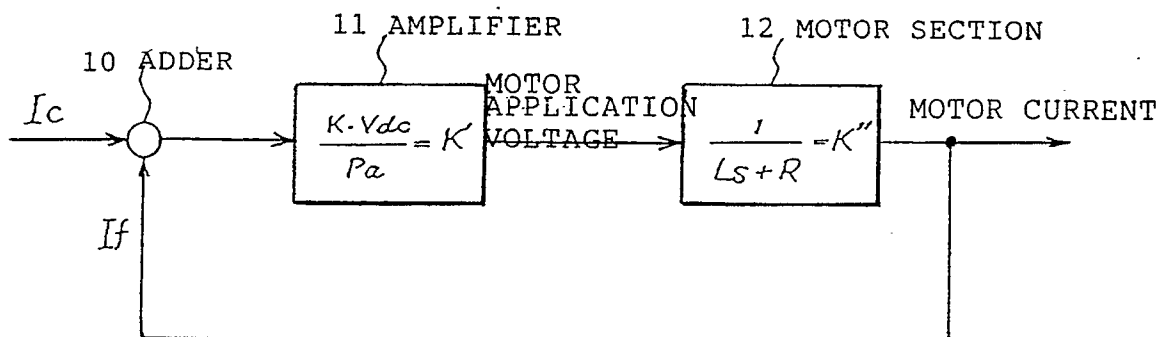 11 AMPLIFIER
12 MOTOR SECTION
10 ADDER
MOTOR
APPLICATION
VOLTAGE
MOTOR CURRENT
Ic
K·Vdc
Pa
= K′
1
Ls+R
=K″
If